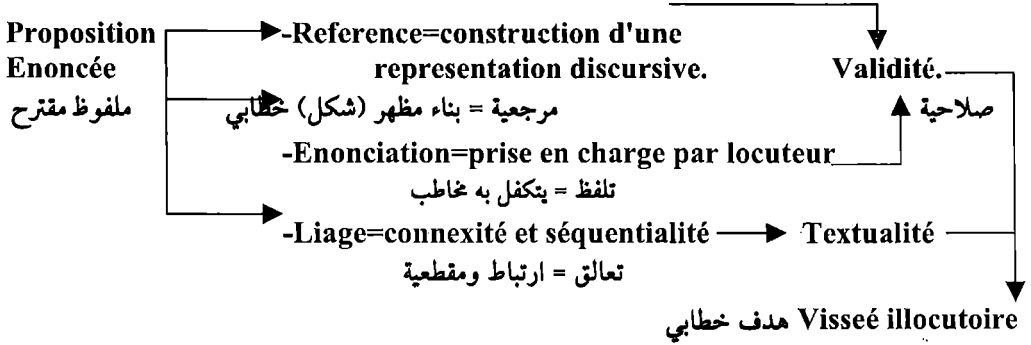 Proposition -Reference=construction d'une
Enoncée representation discursive. Validité.
ملفوظ مقترح مرجعية = بناء مظهر (شكل) خطابي صلاحية
-Enonciation=prise en charge par locuteur
تلفظ = يتكفل به مخاطب
-Liage=connexité et séquentialité Textualité
تعالق = ارتباط ومقطعية
هدف خطابي Visseé illocutoire